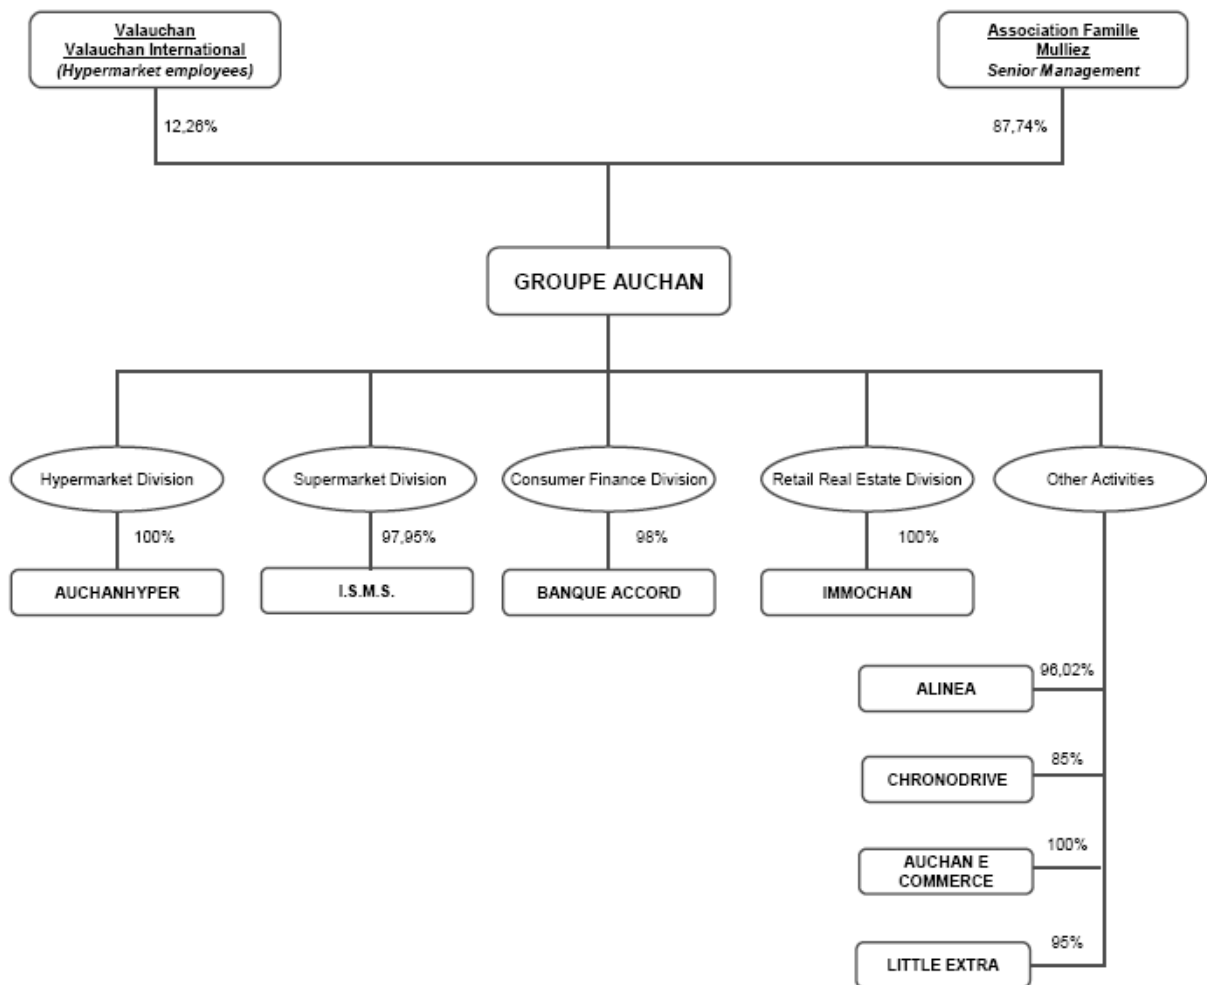 Valauchan
Valauchan International
(Hypermarket employees)
Association Famille
Mulliez
Senior Management
12,26%
87,74%
GROUPE AUCHAN
Hypermarket Division
Supermarket Division
Consumer Finance Division
Retail Real Estate Division
Other Activities
100%
97,95%
98%
100%
AUCHANHYPER
I.S.M.S.
BANQUE ACCORD
IMMOCHAN
96,02%
ALINEA
85%
CHRONODRIVE
100%
AUCHAN E
COMMERCE
95%
LITTLE EXTRA